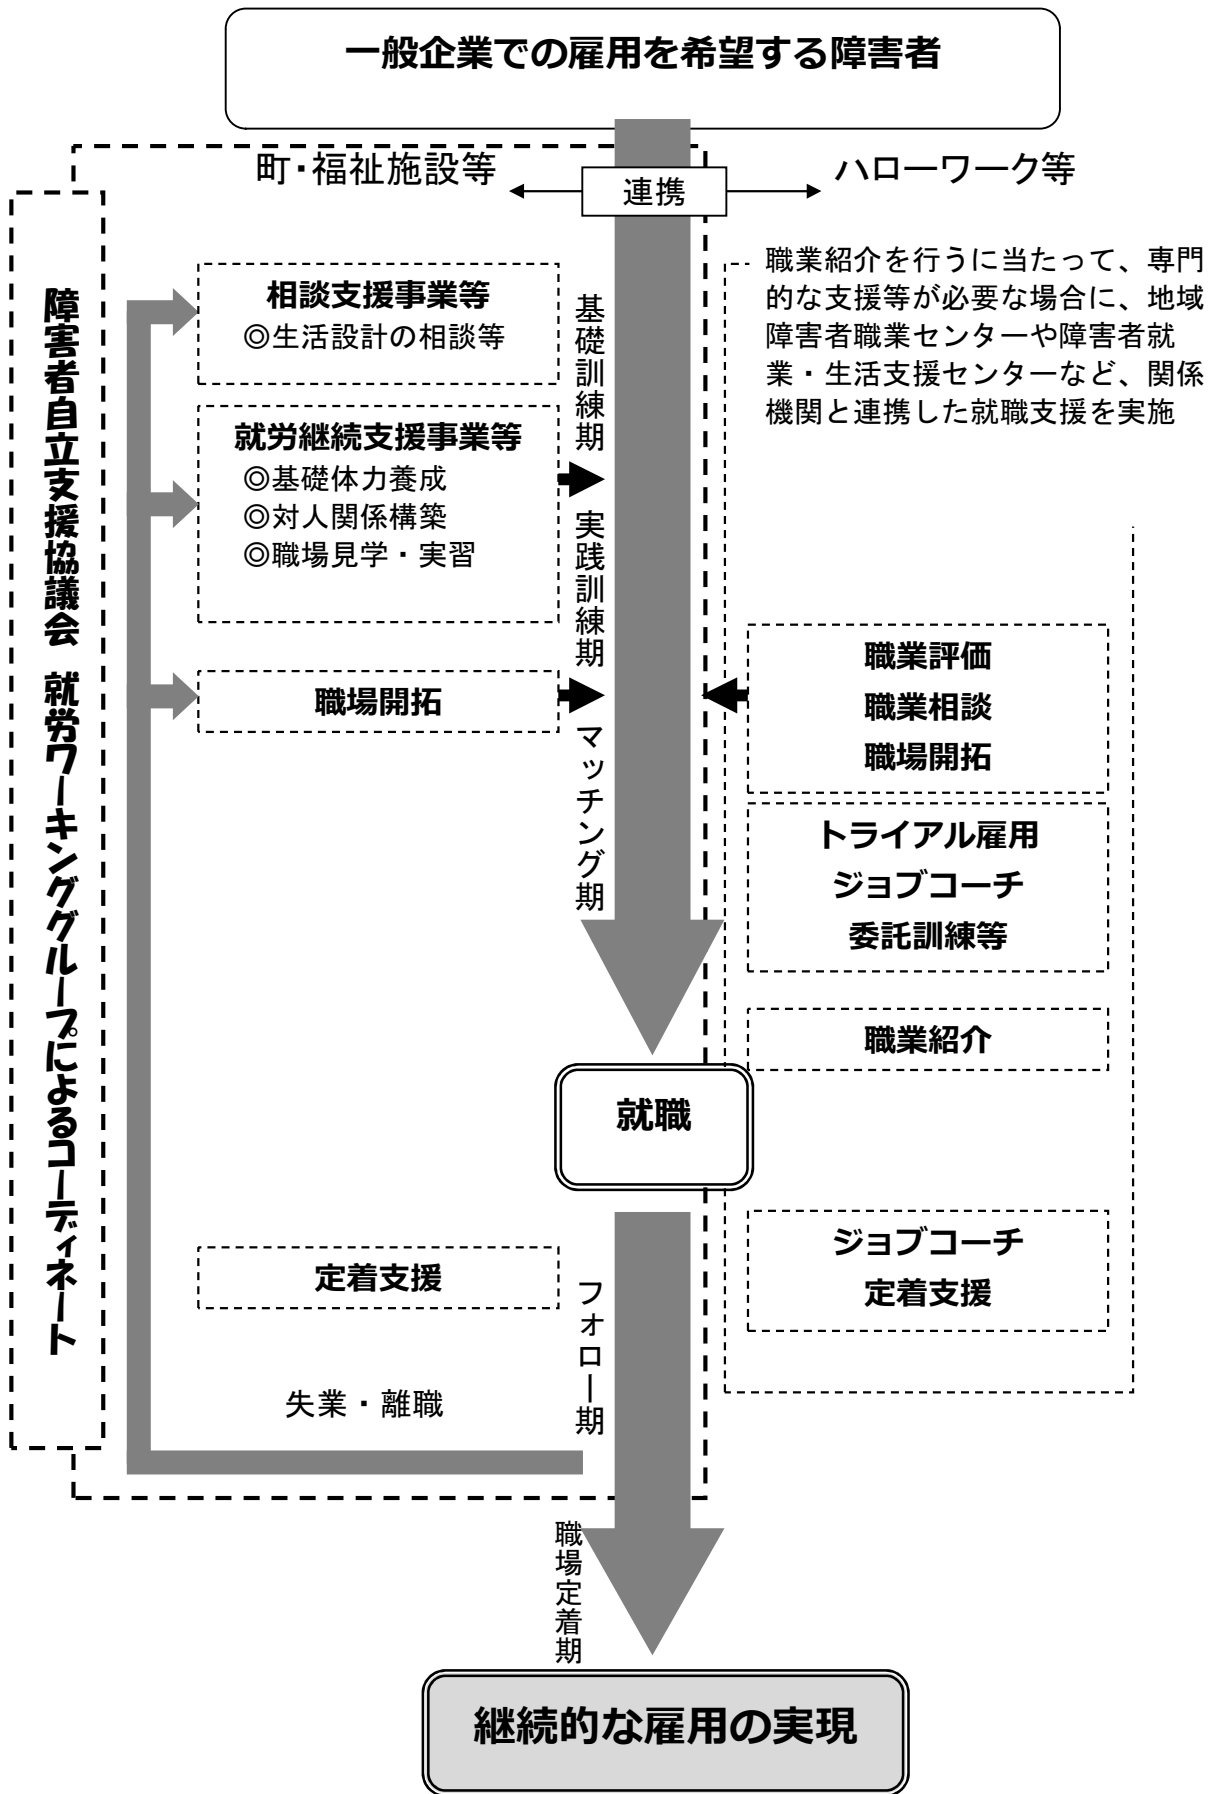 一般企業での雇用を希望する障害者
町・福祉施設等
連携
ハローワーク等
障害者自立支援協議会 就労ワーキンググループによるコーディネート
相談支援事業等
◎生活設計の相談等
就労継続支援事業等
◎基礎体力養成
◎対人関係構築
◎職場見学・実習
職場開拓
基礎訓練期
実践訓練期
マッチング期
職業紹介を行うに当たって、専門
的な支援等が必要な場合に、地域
障害者職業センターや障害者就
業・生活支援センターなど、関係
機関と連携した就職支援を実施
職業評価
職業相談
職場開拓
トライアル雇用
ジョブコーチ
委託訓練等
職業紹介
就職
定着支援
フォロー期
ジョブコーチ
定着支援
失業・離職
職場定着期
継続的な雇用の実現